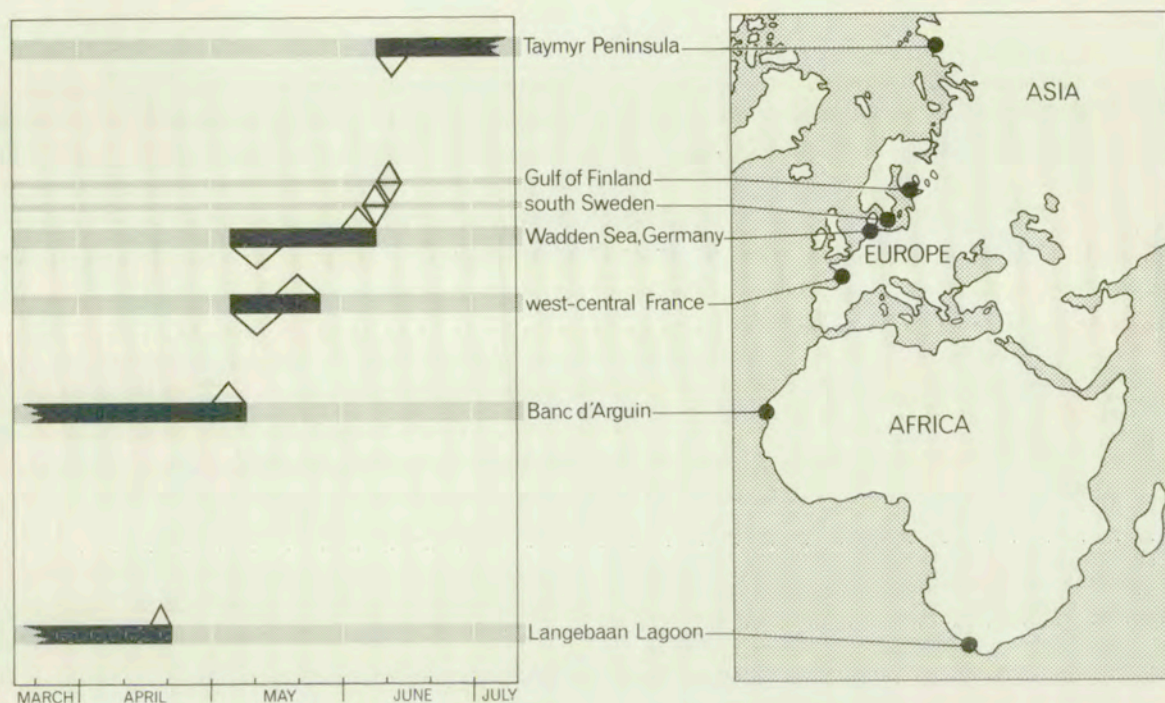 Taymyr Peninsula
Gulf of Finland
south Sweden
Wadden Sea, Germany
west-central France
Banc d'Arguin
Langebaan Lagoon
MARCH APRIL MAY JUNE JULY
ASIA
EUROPE
AFRICA